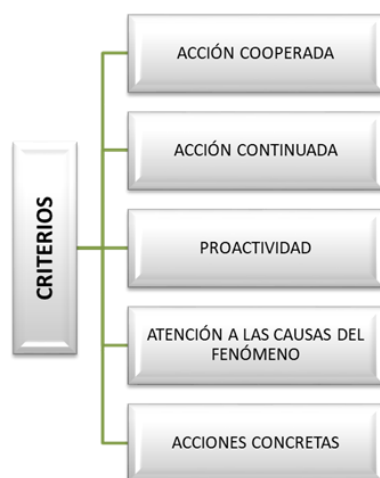 CRITERIOS
ACCIÓN COOPERADA
ACCIÓN CONTINUADA
PROACTIVIDAD
ATENCIÓN A LAS CAUSAS DEL
FENÓMENO
ACCIONES CONCRETAS